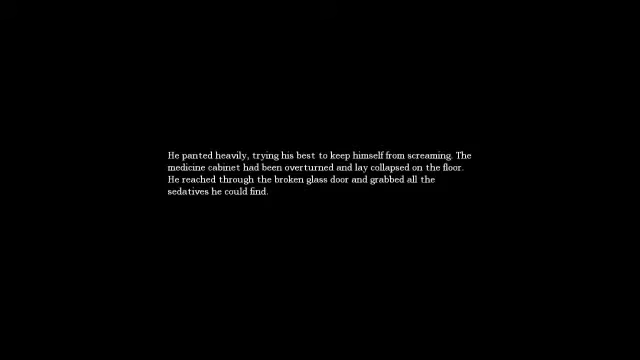 He panted heavily, trying his best to keep himself from screaming. The
medicine cabinet had been overturned and lay collapsed on the floor.
He reached through the broken glass door and grabbed all the
sedatives he could find.